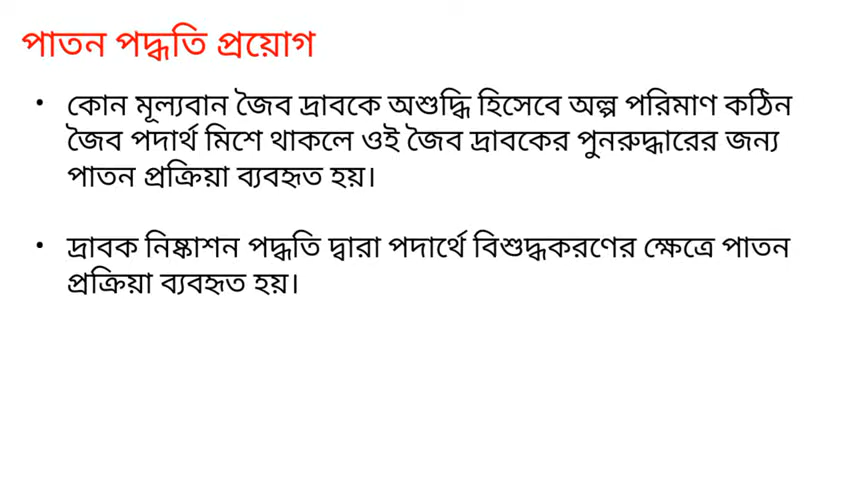 পাতন পদ্ধতি প্রয়োগ
• কোন মূল্যবান জৈব দ্রাবকে অশুদ্ধি হিসেবে অল্প পরিমাণ কঠিন
জৈব পদার্থ মিশে থাকলে ওই জৈব দ্রাবকের পুনরুদ্ধারের জন্য
পাতন প্রক্রিয়া ব্যবহৃত হয়।
• দ্রাবক নিষ্কাশন পদ্ধতি দ্বারা পদার্থে বিশুদ্ধকরণের ক্ষেত্রে পাতন
প্রক্রিয়া ব্যবহৃত হয়।